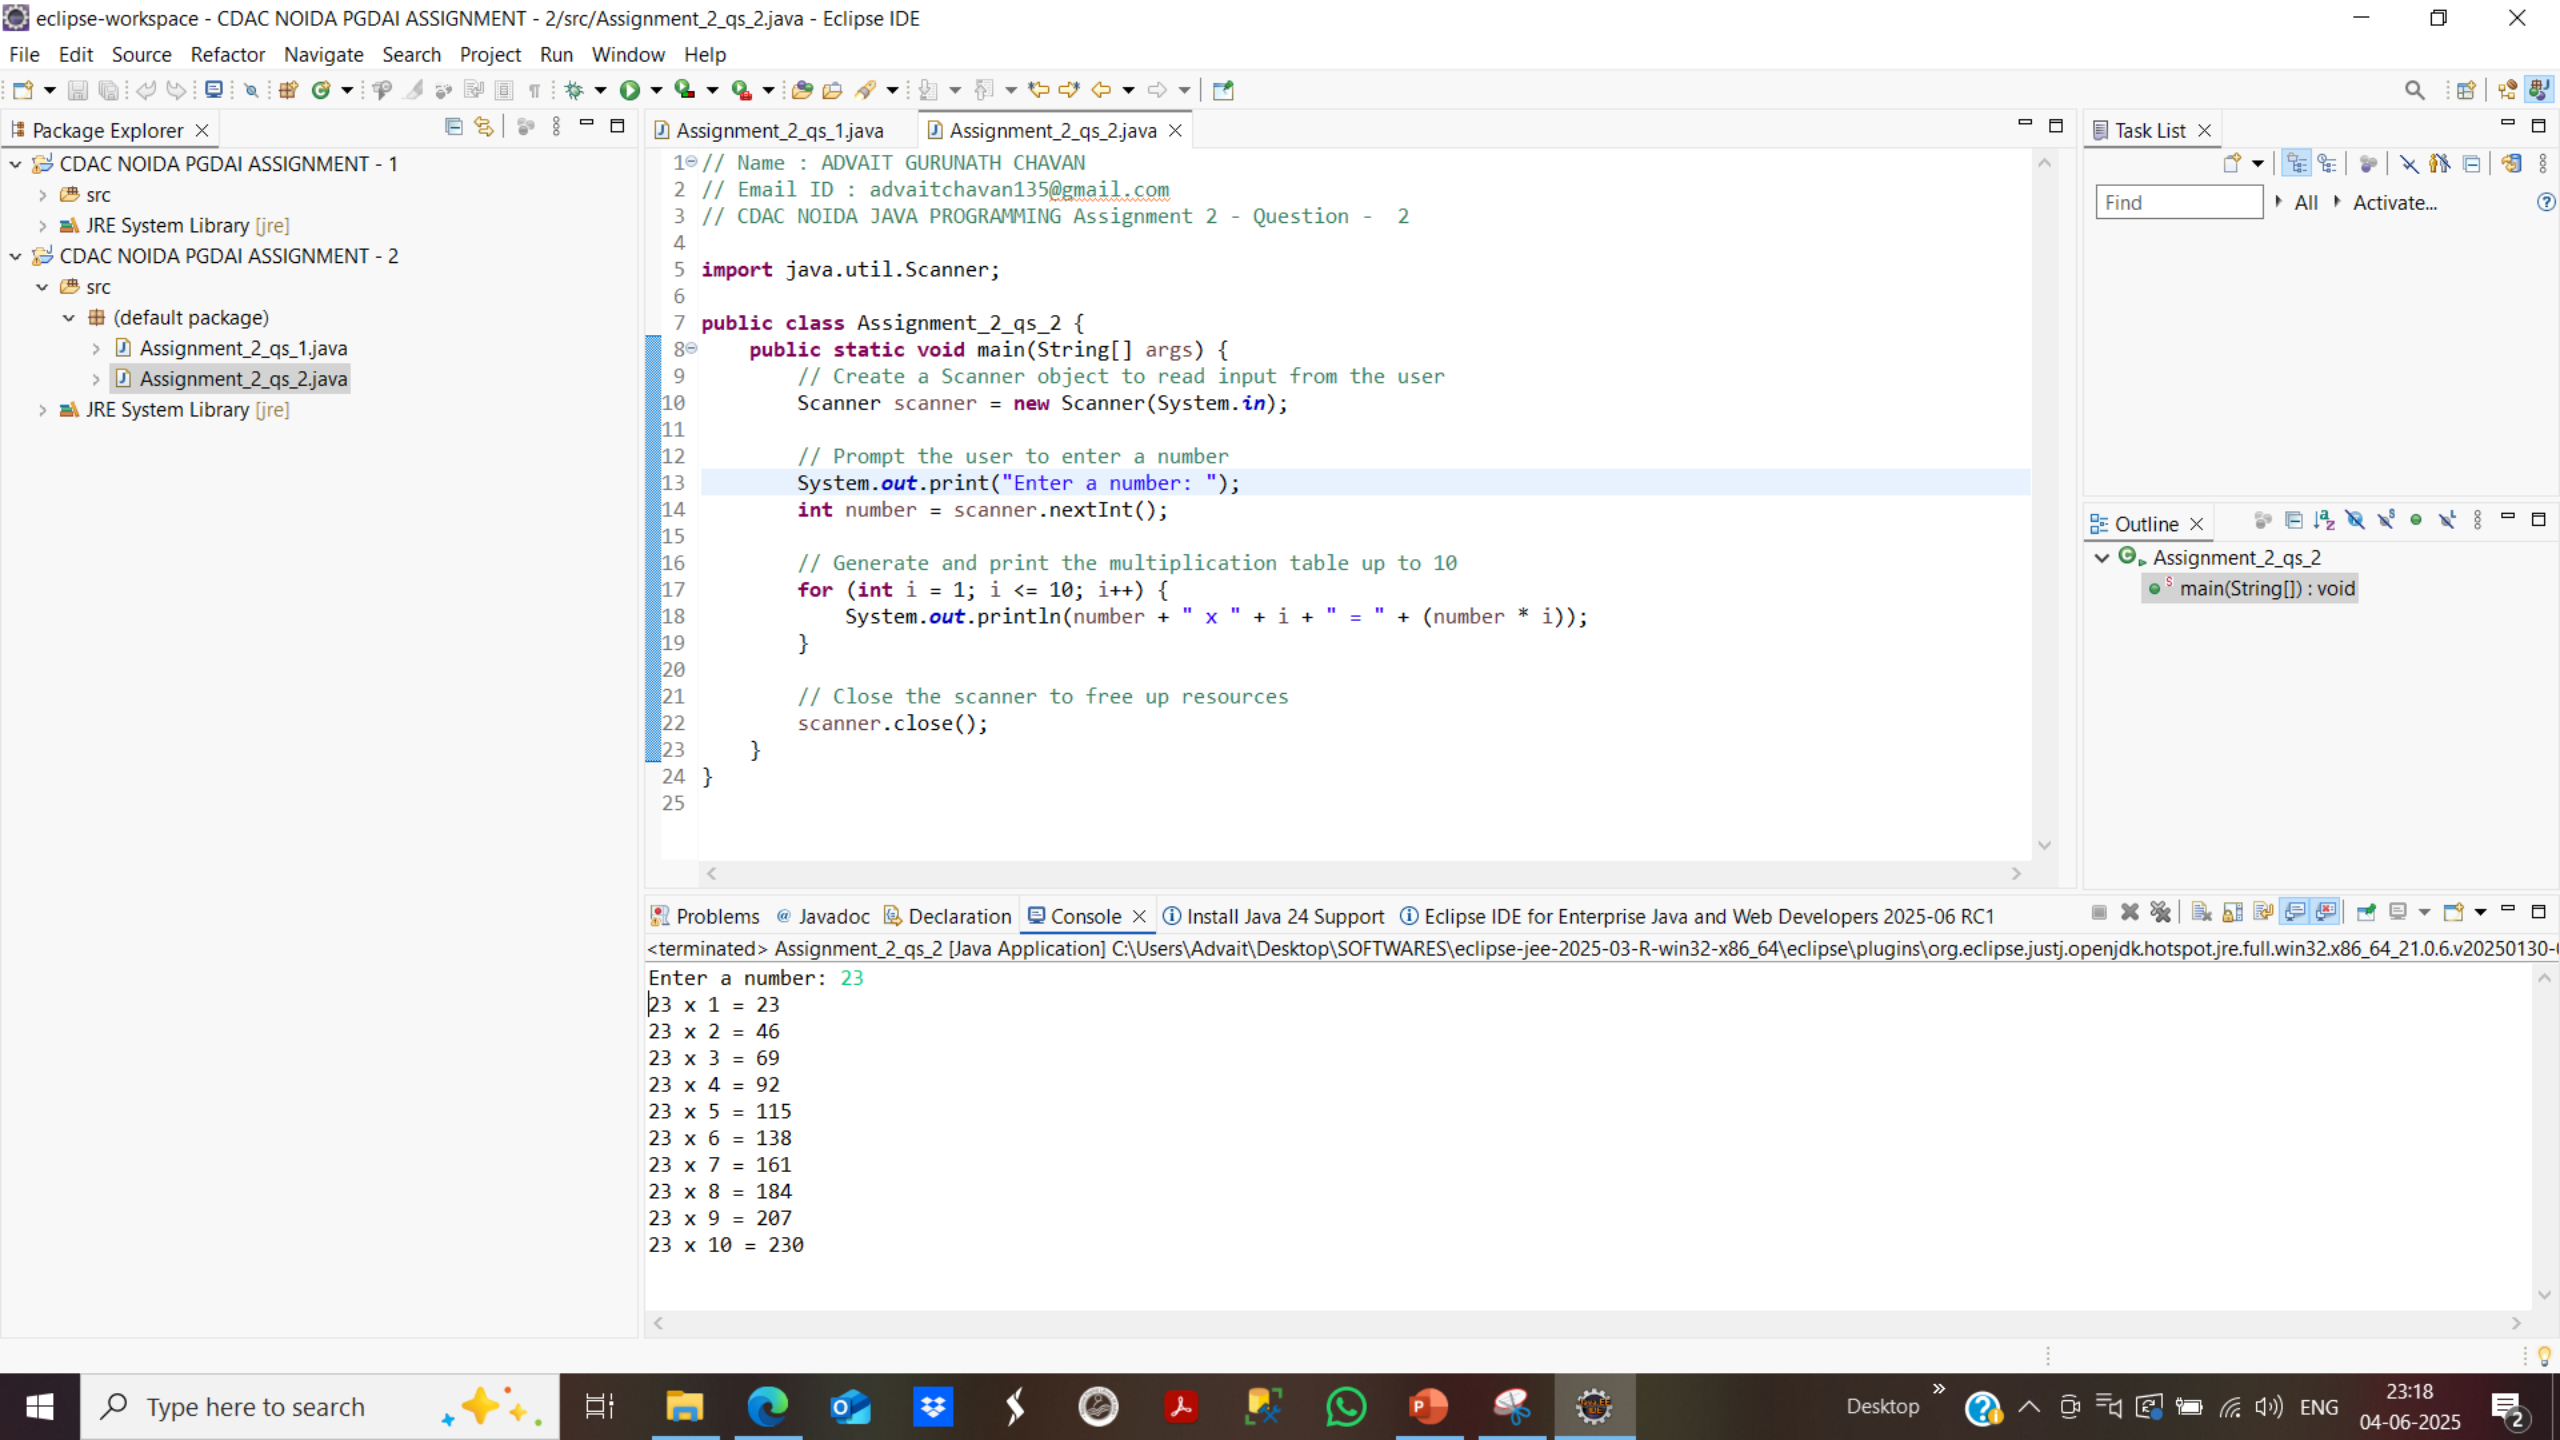 eclipse-workspace - CDAC NOIDA PGDAI ASSIGNMENT - 2/src/Assignment_2_qs_2.java - Eclipse IDE
File Edit Source Refactor Navigate Search Project Run Window Help
Package Explorer
CDAC NOIDA PGDAI ASSIGNMENT - 1
src
JRE System Library [jre]
CDAC NOIDA PGDAI ASSIGNMENT - 2
src
(default package)
Assignment_2_qs_1.java
Assignment_2_qs_2.java
JRE System Library [jre]
Assignment_2_qs_1.java Assignment_2_qs_2.java
1 // Name : ADVAIT GURUNATH CHAVAN
2 // Email ID : advaitchavan135@gmail.com
3 // CDAC NOIDA JAVA PROGRAMMING Assignment 2 - Question -  2
4
5 import java.util.Scanner;
6
7 public class Assignment_2_qs_2 {
8     public static void main(String[] args) {
9         // Create a Scanner object to read input from the user
10         Scanner scanner = new Scanner(System.in);
11
12         // Prompt the user to enter a number
13         System.out.print("Enter a number: ");
14         int number = scanner.nextInt();
15
16         // Generate and print the multiplication table up to 10
17         for (int i = 1; i <= 10; i++) {
18             System.out.println(number + " x " + i + " = " + (number * i));
19         }
20
21         // Close the scanner to free up resources
22         scanner.close();
23     }
24 }
25
Task List
Find All Activate...
Outline
Assignment_2_qs_2
main(String[]) : void
Problems @ Javadoc Declaration Console Install Java 24 Support Eclipse IDE for Enterprise Java and Web Developers 2025-06 RC1
<terminated> Assignment_2_qs_2 [Java Application] C:\Users\Advait\Desktop\SOFTWARES\eclipse-jee-2025-03-R-win32-x86_64\eclipse\plugins\org.eclipse.justj.openjdk.hotspot.jre.full.win32.x86_64_21.0.6.v20250130-
Enter a number: 23
23 x 1 = 23
23 x 2 = 46
23 x 3 = 69
23 x 4 = 92
23 x 5 = 115
23 x 6 = 138
23 x 7 = 161
23 x 8 = 184
23 x 9 = 207
23 x 10 = 230
Type here to search
Desktop ENG 23:18
04-06-2025
2